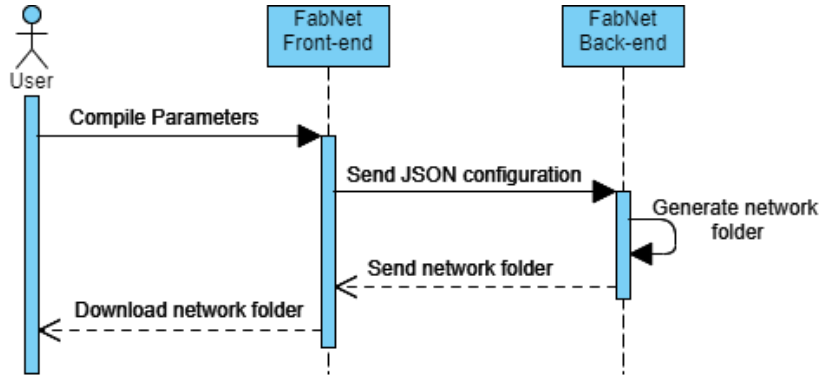 FabNet
Front-end
FabNet
Back-end
User
Compile Parameters
Send JSON configuration
Generate network
folder
Send network folder
Download network folder